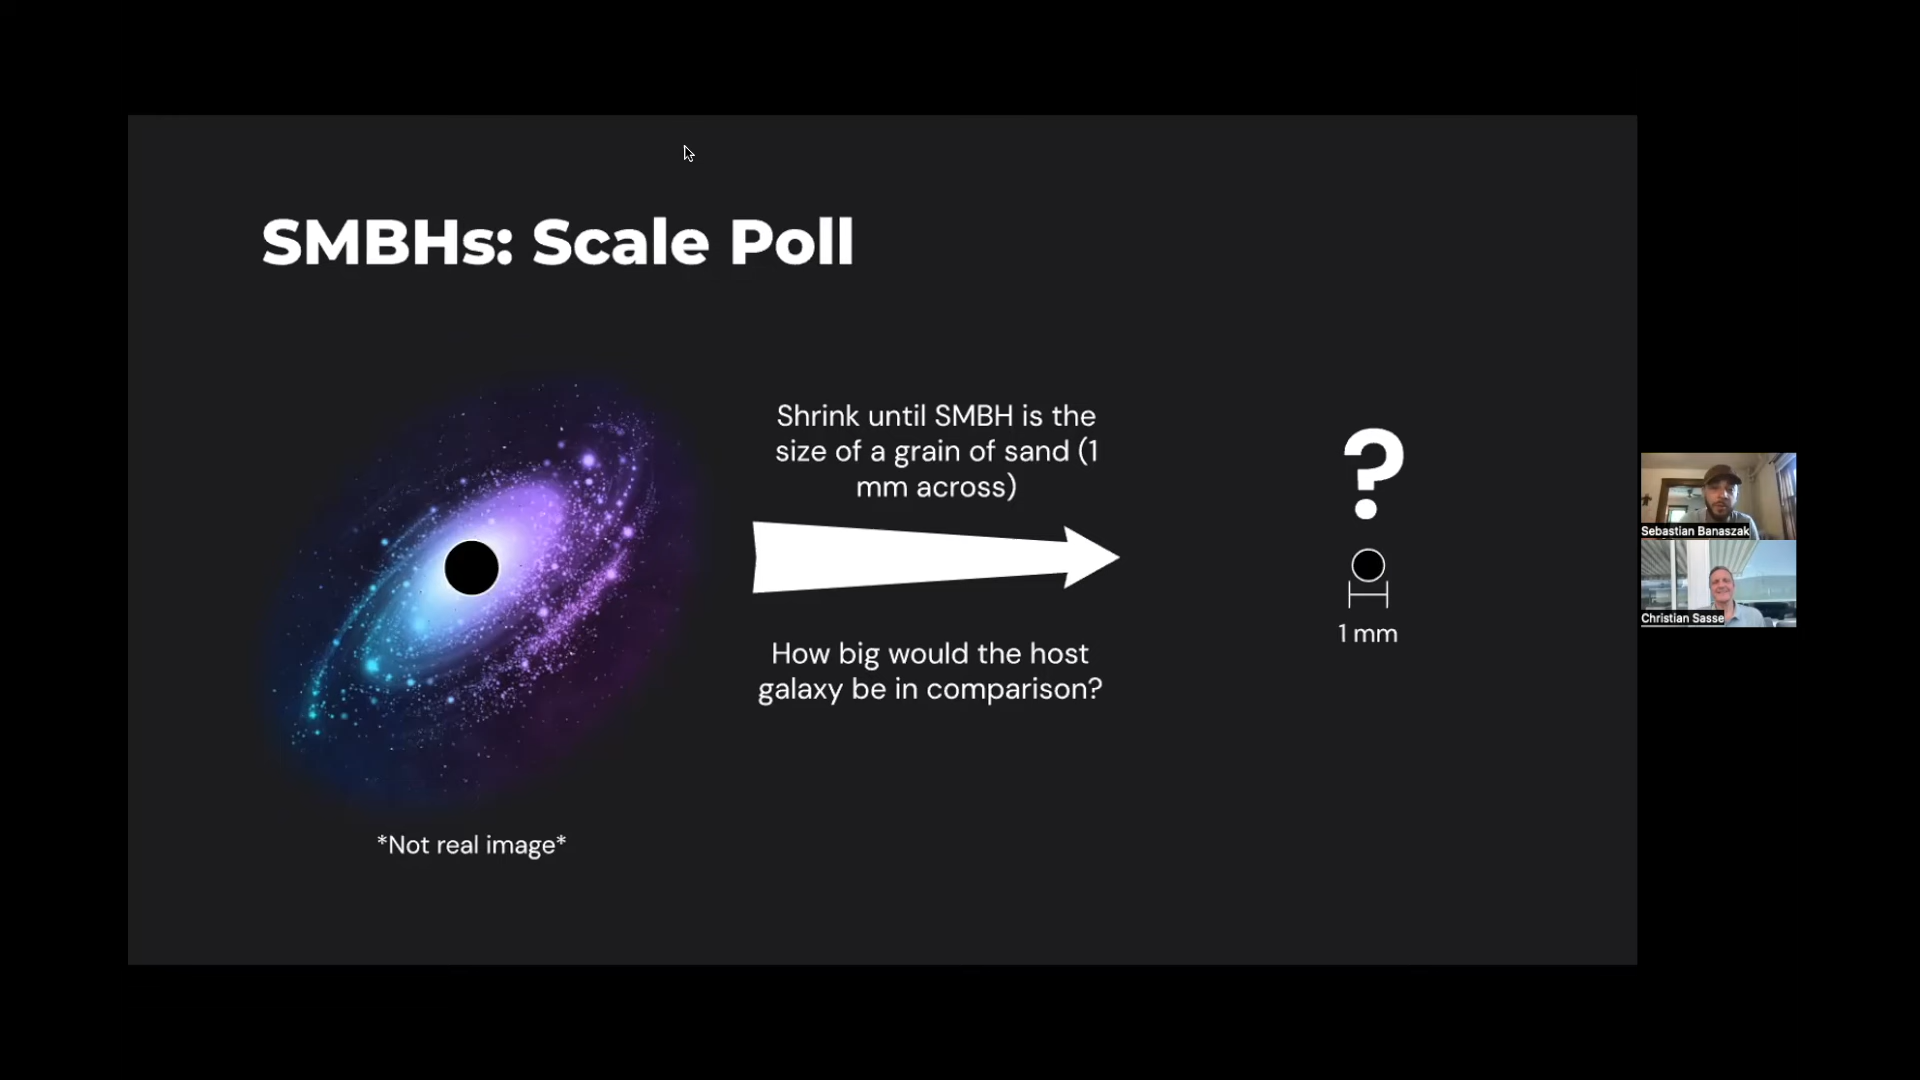 SMBHs: Scale Poll
Shrink until SMBH is the
size of a grain of sand (1
mm across)
How big would the host
galaxy be in comparison?
?
1 mm
*Not real image*
Sebastian Banaszak
Christian Sasse